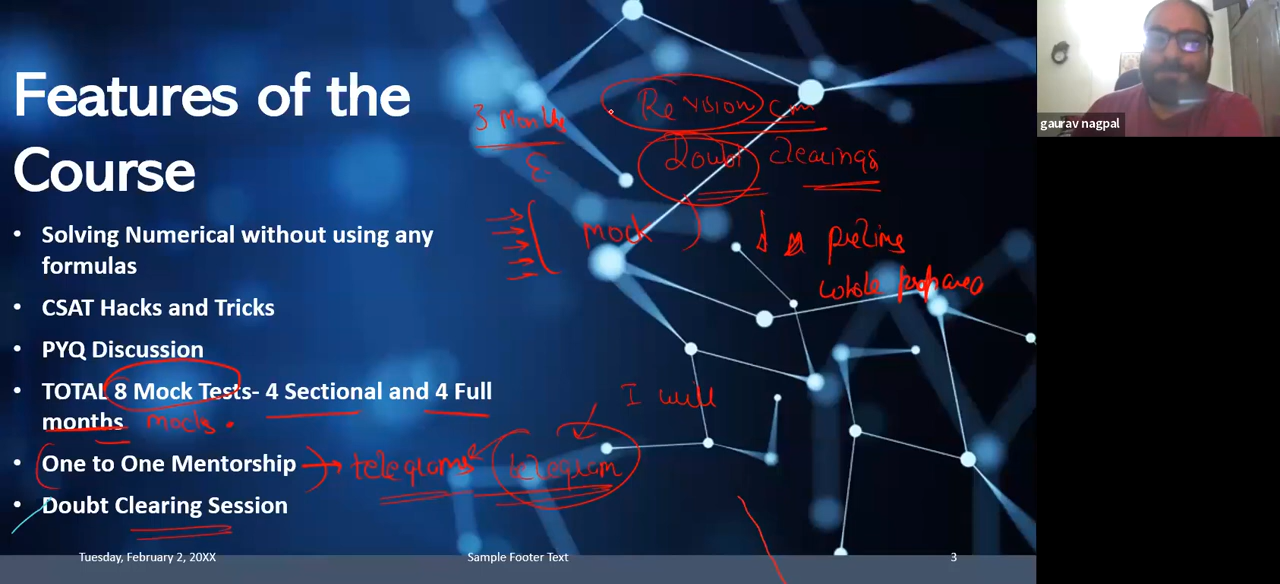 Features of the
Course
• Solving Numerical without using any
formulas
• CSAT Hacks and Tricks
• PYQ Discussion
• TOTAL 8 Mock Tests- 4 Sectional and 4 Full
months mocks.
• One to One Mentorship → telegrams telegram
• Doubt Clearing Session
3 Months
Revision
Doubt clearings
mock
prelims
whole prepared
I will
Tuesday, February 2, 20XX
Sample Footer Text
3
gaurav nagpal